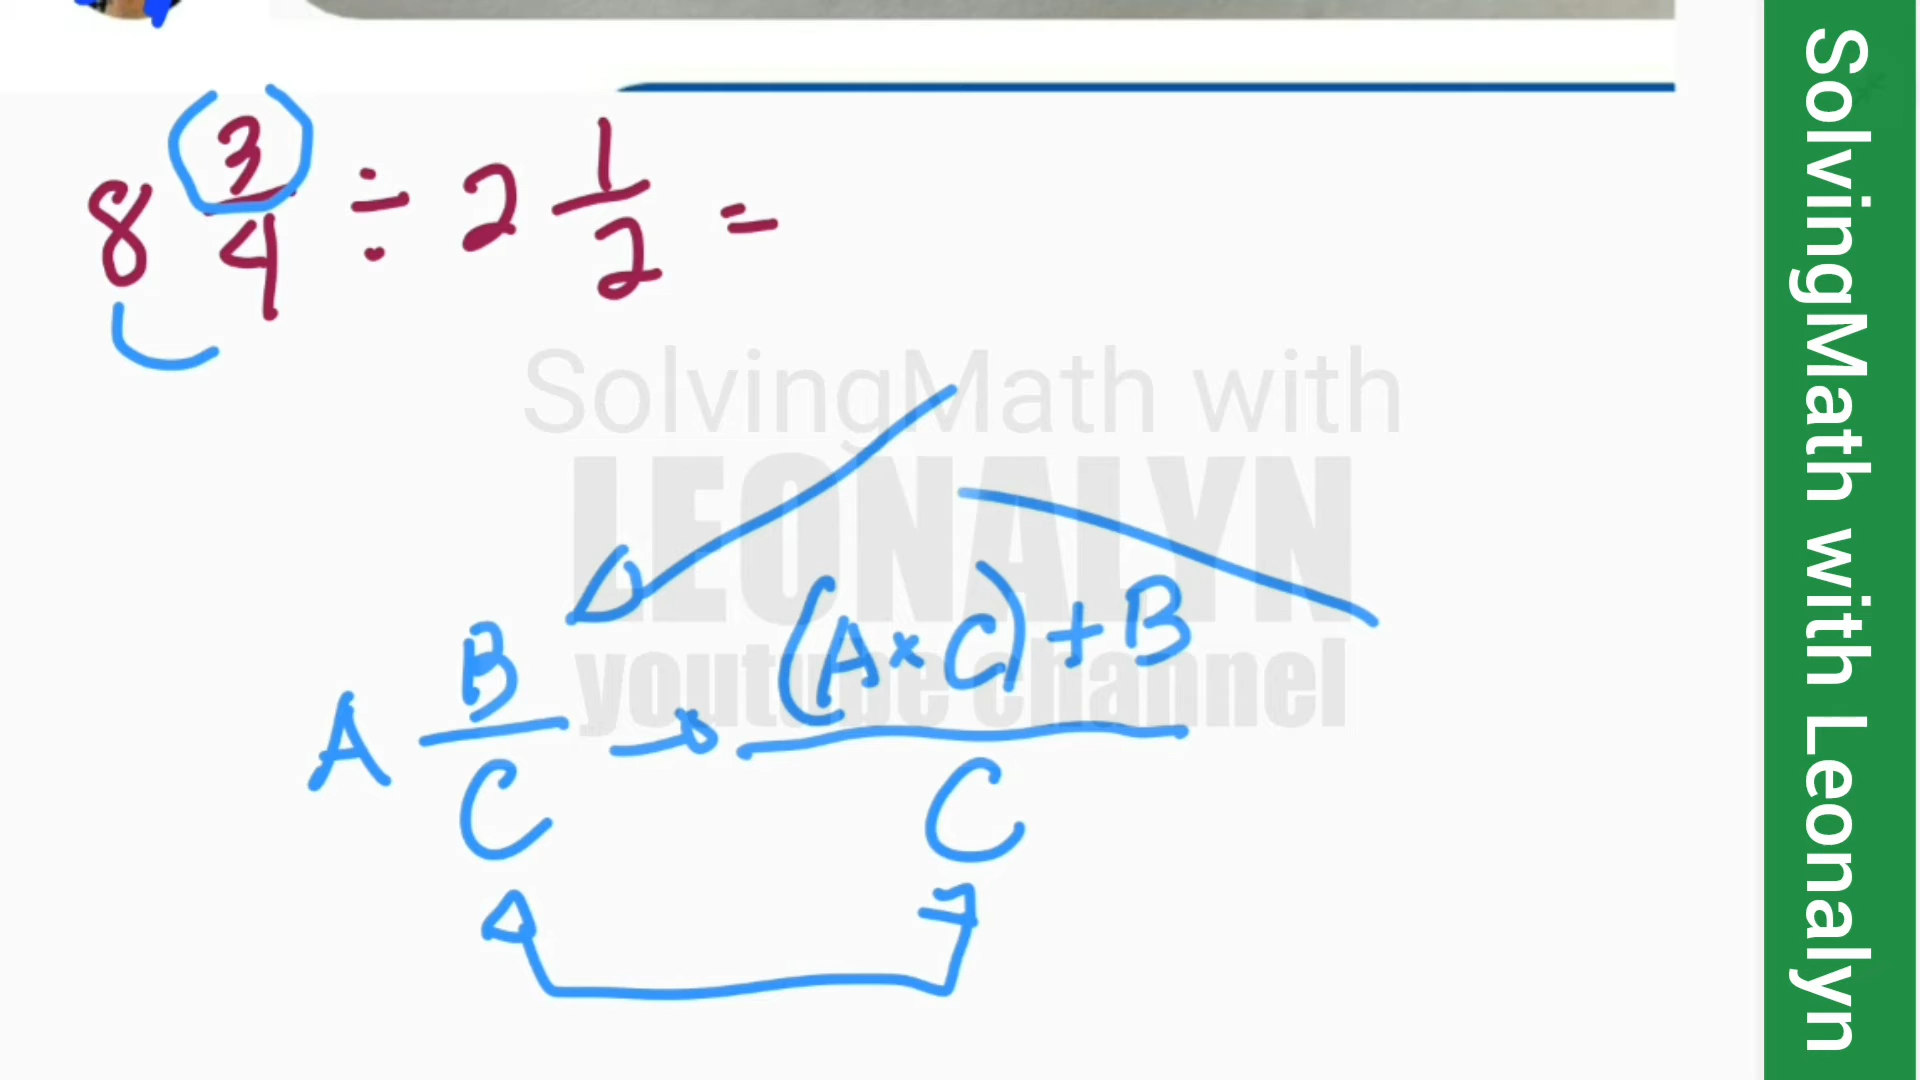 8 3/4 ÷ 2 1/2 =
SolvingMath with
LEONALYN
youtube channel
A B/C → (A × C) + B / C
SolvingMath with Leonalyn